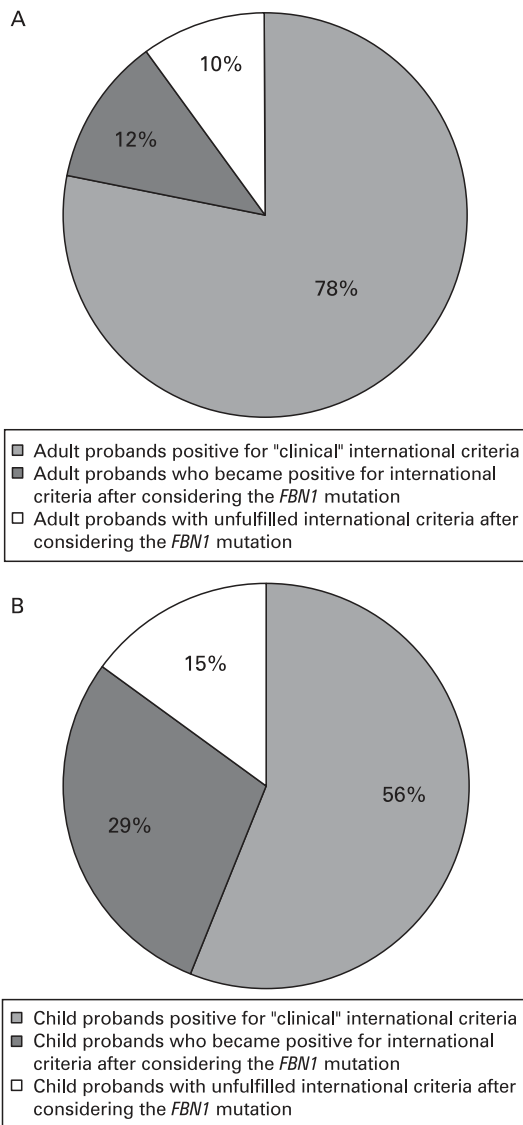 A
10%
12%
78%
Adult probands positive for "clinical" international criteria
Adult probands who became positive for international
criteria after considering the FBN1 mutation
Adult probands with unfulfilled international criteria after
considering the FBN1 mutation
B
15%
56%
29%
Child probands positive for "clinical" international criteria
Child probands who became positive for international
criteria after considering the FBN1 mutation
Child probands with unfulfilled international criteria after
considering the FBN1 mutation